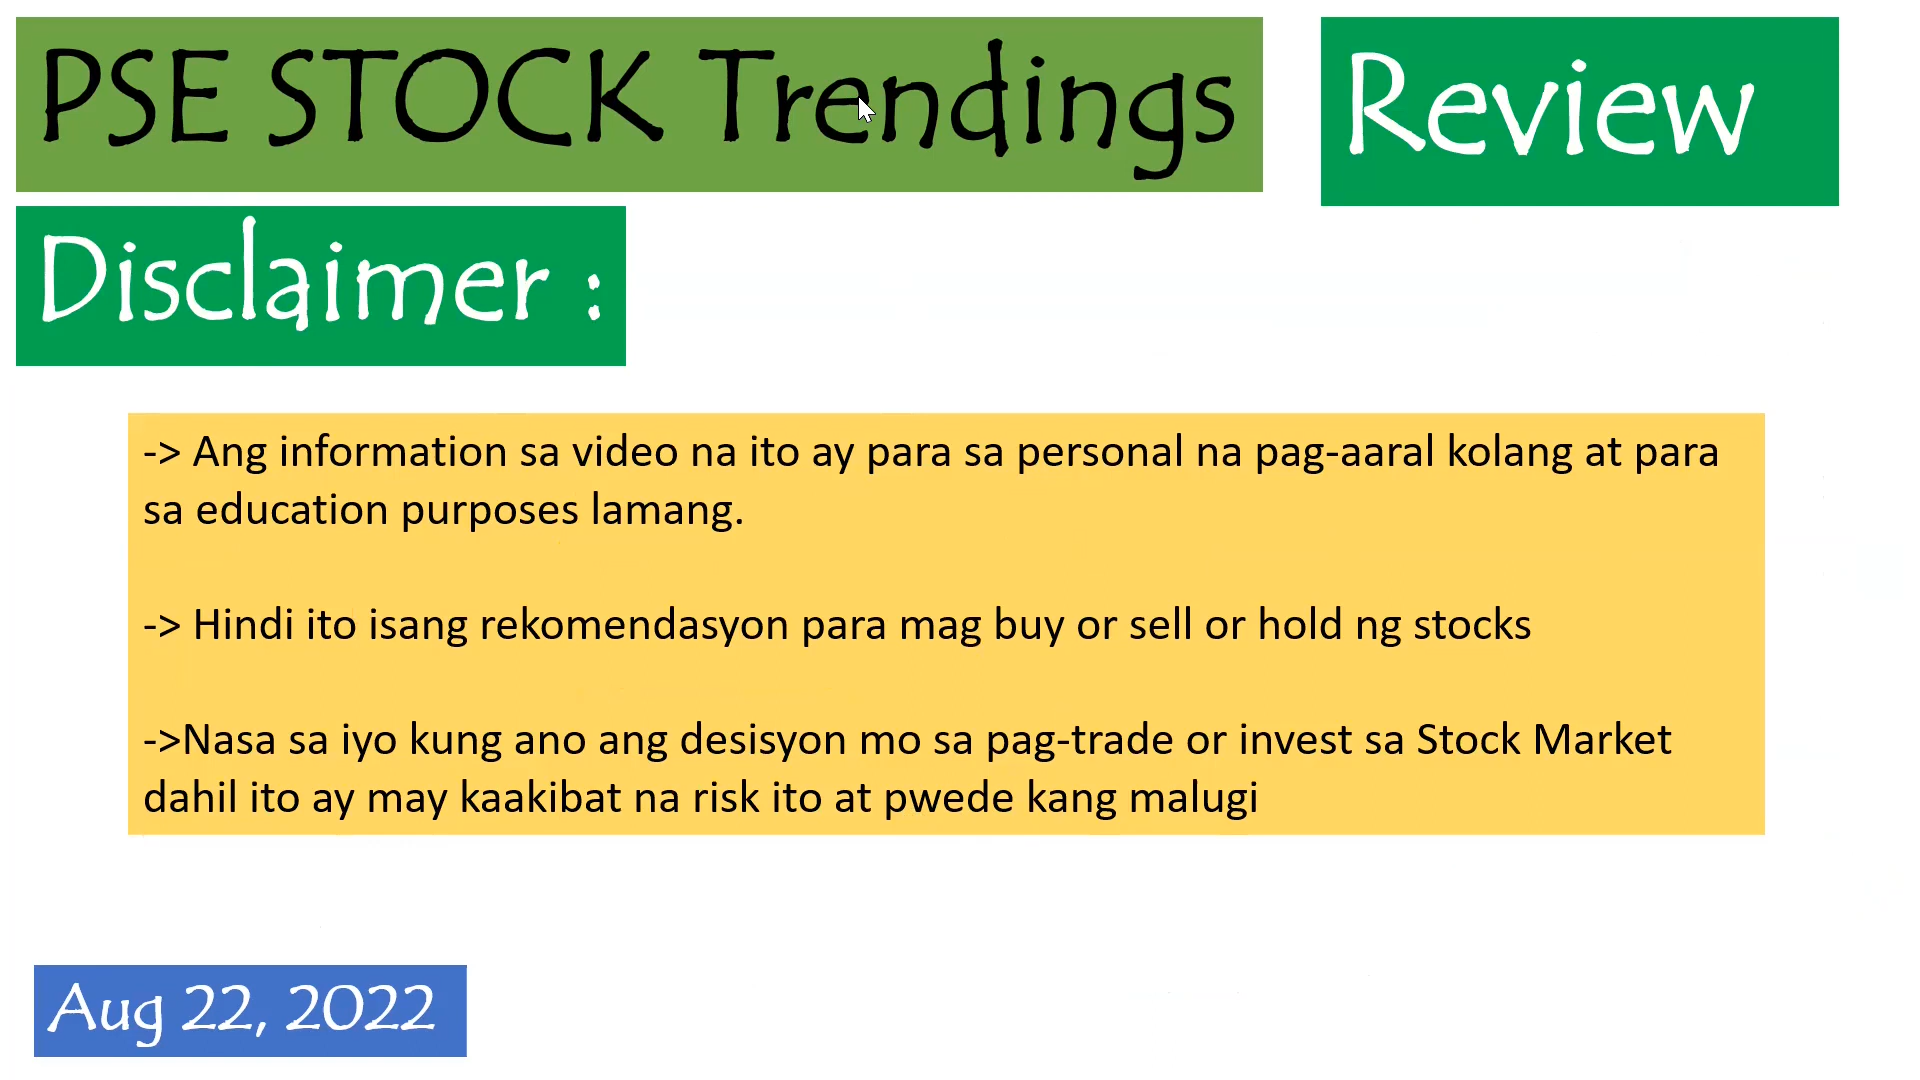 PSE STOCK Trendings
Review
Disclaimer :
-> Ang information sa video na ito ay para sa personal na pag-aaral kolang at para
sa education purposes lamang.
-> Hindi ito isang rekomendasyon para mag buy or sell or hold ng stocks
->Nasa sa iyo kung ano ang desisyon mo sa pag-trade or invest sa Stock Market
dahil ito ay may kaakibat na risk ito at pwede kang malugi
Aug 22, 2022